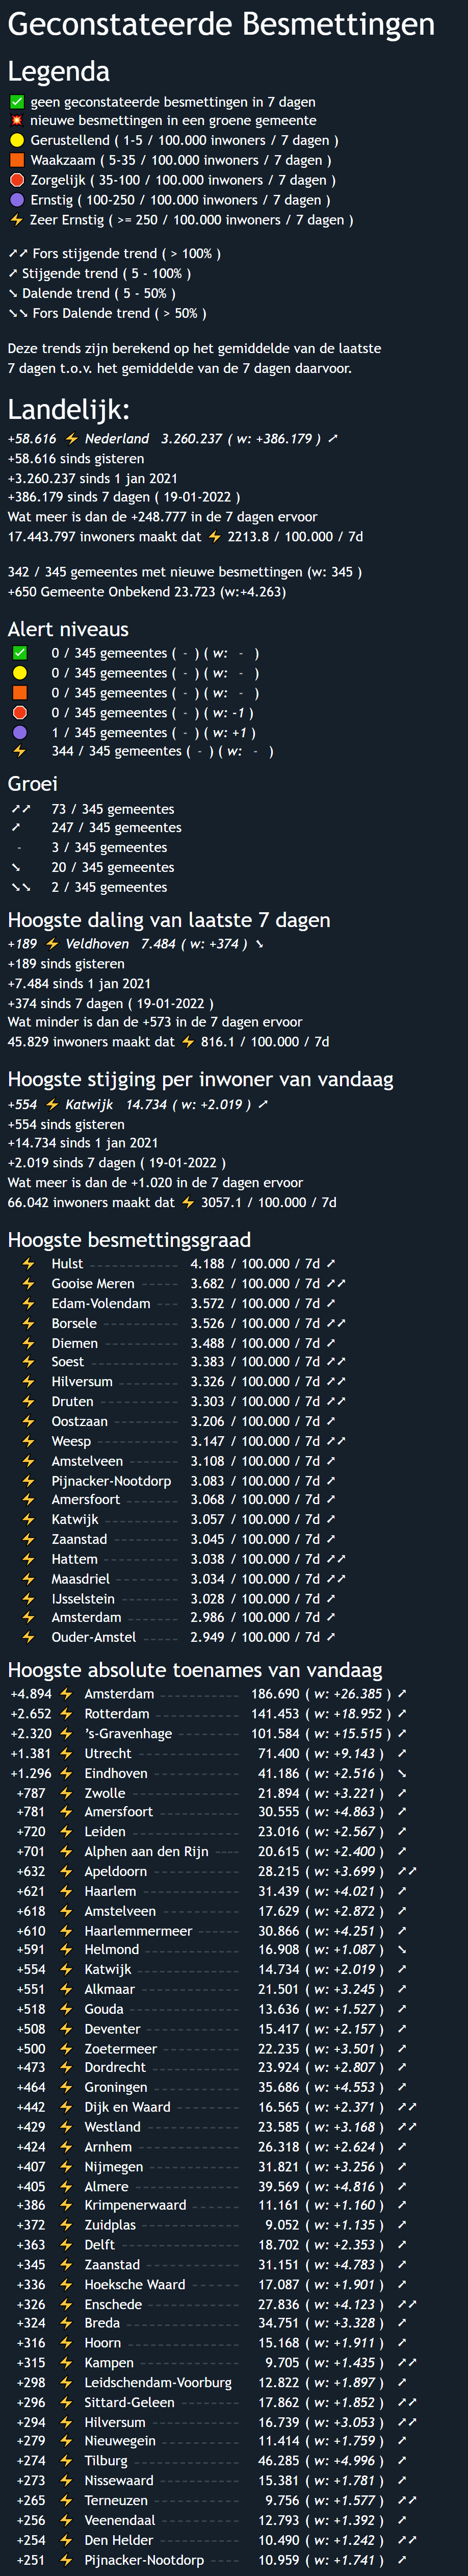 Geconstateerde Besmettingen
Legenda
✅ geen geconstateerde besmettingen in 7 dagen
💥 nieuwe besmettingen in een groene gemeente
🟡 Gerustellend ( 1-5 / 100.000 inwoners / 7 dagen )
🟧 Waakzaam ( 5-35 / 100.000 inwoners / 7 dagen )
🛑 Zorgelijk ( 35-100 / 100.000 inwoners / 7 dagen )
🟣 Ernstig ( 100-250 / 100.000 inwoners / 7 dagen )
⚡ Zeer Ernstig ( >= 250 / 100.000 inwoners / 7 dagen )
➚➚ Fors stijgende trend ( > 100% )
➚ Stijgende trend ( 5 - 100% )
➘ Dalende trend ( 5 - 50% )
➘➘ Fors Dalende trend ( > 50% )
Deze trends zijn berekend op het gemiddelde van de laatste
7 dagen t.o.v. het gemiddelde van de 7 dagen daarvoor.
Landelijk:
+58.616 ⚡ Nederland 3.260.237 ( w: +386.179 ) ➚
+58.616 sinds gisteren
+3.260.237 sinds 1 jan 2021
+386.179 sinds 7 dagen ( 19-01-2022 )
Wat meer is dan de +248.777 in de 7 dagen ervoor
17.443.797 inwoners maakt dat ⚡ 2213.8 / 100.000 / 7d
342 / 345 gemeentes met nieuwe besmettingen (w: 345 )
+650 Gemeente Onbekend 23.723 (w:+4.263)
Alert niveaus
✅ 0 / 345 gemeentes ( - ) ( w: - )
🟡 0 / 345 gemeentes ( - ) ( w: - )
🟧 0 / 345 gemeentes ( - ) ( w: - )
🛑 0 / 345 gemeentes ( - ) ( w: -1 )
🟣 1 / 345 gemeentes ( - ) ( w: +1 )
⚡ 344 / 345 gemeentes ( - ) ( w: - )
Groei
➚➚ 73 / 345 gemeentes
➚ 247 / 345 gemeentes
- 3 / 345 gemeentes
➘ 20 / 345 gemeentes
➘➘ 2 / 345 gemeentes
Hoogste daling van laatste 7 dagen
+189 ⚡ Veldhoven 7.484 ( w: +374 ) ➘
+189 sinds gisteren
+7.484 sinds 1 jan 2021
+374 sinds 7 dagen ( 19-01-2022 )
Wat minder is dan de +573 in de 7 dagen ervoor
45.829 inwoners maakt dat ⚡ 816.1 / 100.000 / 7d
Hoogste stijging per inwoner van vandaag
+554 ⚡ Katwijk 14.734 ( w: +2.019 ) ➚
+554 sinds gisteren
+14.734 sinds 1 jan 2021
+2.019 sinds 7 dagen ( 19-01-2022 )
Wat meer is dan de +1.020 in de 7 dagen ervoor
66.042 inwoners maakt dat ⚡ 3057.1 / 100.000 / 7d
Hoogste besmettingsgraad
⚡ Hulst 4.188 / 100.000 / 7d ➚
⚡ Gooise Meren 3.682 / 100.000 / 7d ➚➚
⚡ Edam-Volendam 3.572 / 100.000 / 7d ➚
⚡ Borsele 3.526 / 100.000 / 7d ➚➚
⚡ Diemen 3.488 / 100.000 / 7d ➚
⚡ Soest 3.383 / 100.000 / 7d ➚➚
⚡ Hilversum 3.326 / 100.000 / 7d ➚➚
⚡ Druten 3.303 / 100.000 / 7d ➚➚
⚡ Oostzaan 3.206 / 100.000 / 7d ➚
⚡ Weesp 3.147 / 100.000 / 7d ➚➚
⚡ Amstelveen 3.108 / 100.000 / 7d ➚
⚡ Pijnacker-Nootdorp 3.083 / 100.000 / 7d ➚
⚡ Amersfoort 3.068 / 100.000 / 7d ➚
⚡ Katwijk 3.057 / 100.000 / 7d ➚
⚡ Zaanstad 3.045 / 100.000 / 7d ➚
⚡ Hattem 3.038 / 100.000 / 7d ➚➚
⚡ Maasdriel 3.034 / 100.000 / 7d ➚➚
⚡ IJsselstein 3.028 / 100.000 / 7d ➚
⚡ Amsterdam 2.986 / 100.000 / 7d ➚
⚡ Ouder-Amstel 2.949 / 100.000 / 7d ➚
Hoogste absolute toenames van vandaag
+4.894 ⚡ Amsterdam 186.690 ( w: +26.385 ) ➚
+2.652 ⚡ Rotterdam 141.453 ( w: +18.952 ) ➚
+2.320 ⚡ 's-Gravenhage 101.584 ( w: +15.515 ) ➚
+1.381 ⚡ Utrecht 71.400 ( w: +9.143 ) ➚
+1.296 ⚡ Eindhoven 41.186 ( w: +2.516 ) ➘
+787 ⚡ Zwolle 21.894 ( w: +3.221 ) ➚
+781 ⚡ Amersfoort 30.555 ( w: +4.863 ) ➚
+720 ⚡ Leiden 23.016 ( w: +2.567 ) ➚
+701 ⚡ Alphen aan den Rijn 20.615 ( w: +2.400 ) ➚
+632 ⚡ Apeldoorn 28.215 ( w: +3.699 ) ➚➚
+621 ⚡ Haarlem 31.439 ( w: +4.021 ) ➚
+618 ⚡ Amstelveen 17.629 ( w: +2.872 ) ➚
+610 ⚡ Haarlemmermeer 30.866 ( w: +4.251 ) ➚
+591 ⚡ Helmond 16.908 ( w: +1.087 ) ➘
+554 ⚡ Katwijk 14.734 ( w: +2.019 ) ➚
+551 ⚡ Alkmaar 21.501 ( w: +3.245 ) ➚
+518 ⚡ Gouda 13.636 ( w: +1.527 ) ➚
+508 ⚡ Deventer 15.417 ( w: +2.157 ) ➚
+500 ⚡ Zoetermeer 22.235 ( w: +3.501 ) ➚
+473 ⚡ Dordrecht 23.924 ( w: +2.807 ) ➚
+464 ⚡ Groningen 35.686 ( w: +4.553 ) ➚
+442 ⚡ Dijk en Waard 16.565 ( w: +2.371 ) ➚➚
+429 ⚡ Westland 23.585 ( w: +3.168 ) ➚➚
+424 ⚡ Arnhem 26.318 ( w: +2.624 ) ➚
+407 ⚡ Nijmegen 31.821 ( w: +3.256 ) ➚
+405 ⚡ Almere 39.569 ( w: +4.816 ) ➚
+386 ⚡ Krimpenerwaard 11.161 ( w: +1.160 ) ➚
+372 ⚡ Zuidplas 9.052 ( w: +1.135 ) ➚
+363 ⚡ Delft 18.702 ( w: +2.353 ) ➚
+345 ⚡ Zaanstad 31.151 ( w: +4.783 ) ➚
+336 ⚡ Hoeksche Waard 17.087 ( w: +1.901 ) ➚
+326 ⚡ Enschede 27.836 ( w: +4.123 ) ➚➚
+324 ⚡ Breda 34.751 ( w: +3.328 ) ➚
+316 ⚡ Hoorn 15.168 ( w: +1.911 ) ➚
+315 ⚡ Kampen 9.705 ( w: +1.435 ) ➚➚
+298 ⚡ Leidschendam-Voorburg 12.822 ( w: +1.897 ) ➚
+296 ⚡ Sittard-Geleen 17.862 ( w: +1.852 ) ➚➚
+294 ⚡ Hilversum 16.739 ( w: +3.053 ) ➚➚
+279 ⚡ Nieuwegein 11.414 ( w: +1.759 ) ➚
+274 ⚡ Tilburg 46.285 ( w: +4.996 ) ➚
+273 ⚡ Nissewaard 15.381 ( w: +1.781 ) ➚
+265 ⚡ Terneuzen 9.756 ( w: +1.577 ) ➚➚
+256 ⚡ Veenendaal 12.793 ( w: +1.392 ) ➚
+254 ⚡ Den Helder 10.490 ( w: +1.242 ) ➚➚
+251 ⚡ Pijnacker-Nootdorp 10.959 ( w: +1.741 ) ➚